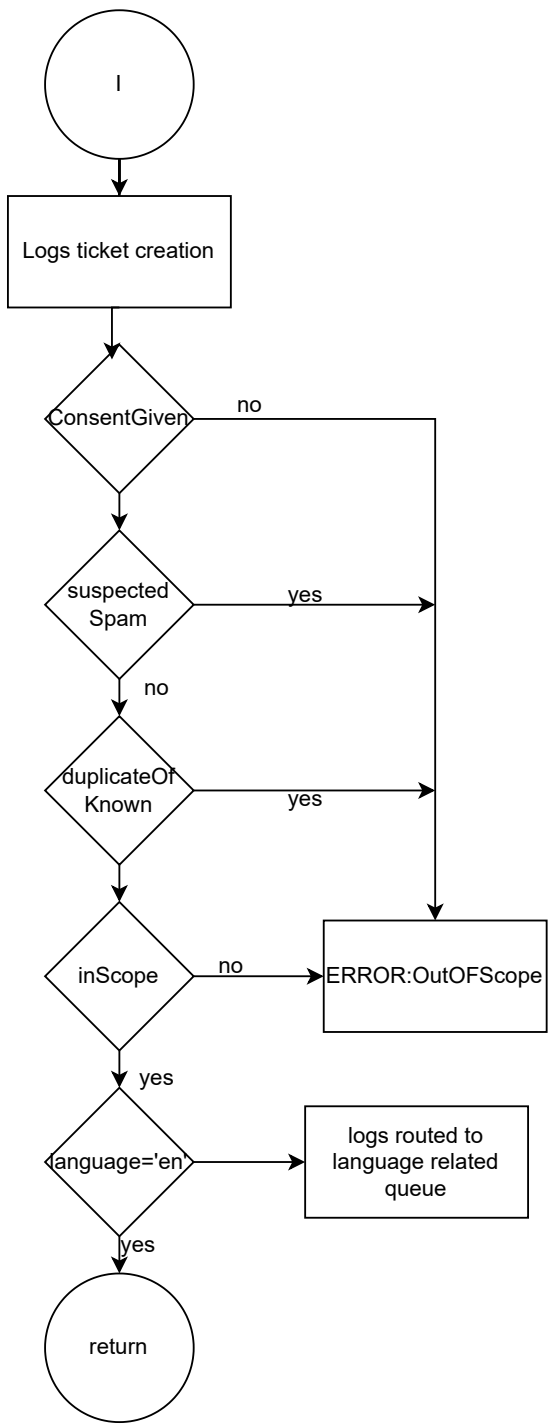 I
Logs ticket creation
ConsentGiven
no
suspected
Spam
yes
no
duplicateOf
Known
yes
inScope
no
ERROR:OutOFScope
yes
language='en'
logs routed to
language related
queue
yes
return